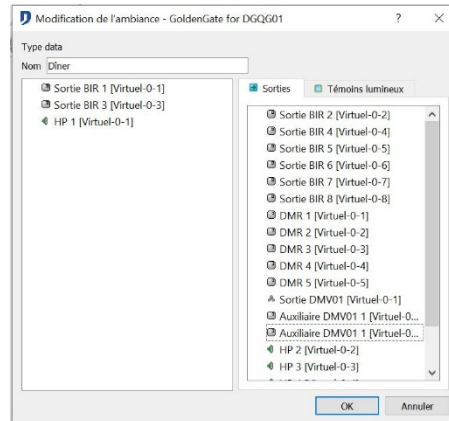 Modification de l'ambiance - GoldenGate for DGQG01
Type data
Nom Dîner
Sortie BIR 1 [Virtuel-0-1]
Sortie BIR 3 [Virtuel-0-3]
HP 1 [Virtuel-0-1]
Sorties
Témoins lumineux
Sortie BIR 2 [Virtuel-0-2]
Sortie BIR 4 [Virtuel-0-4]
Sortie BIR 5 [Virtuel-0-5]
Sortie BIR 6 [Virtuel-0-6]
Sortie BIR 7 [Virtuel-0-7]
Sortie BIR 8 [Virtuel-0-8]
DMR 1 [Virtuel-0-1]
DMR 2 [Virtuel-0-2]
DMR 3 [Virtuel-0-3]
DMR 4 [Virtuel-0-4]
DMR 5 [Virtuel-0-5]
Sortie DMV01 [Virtuel-0-1]
Auxiliaire DMV01 1 [Virtuel-0...
Auxiliaire DMV01 1 [Virtuel-0...
HP 2 [Virtuel-0-2]
HP 3 [Virtuel-0-3]
OK
Annuler